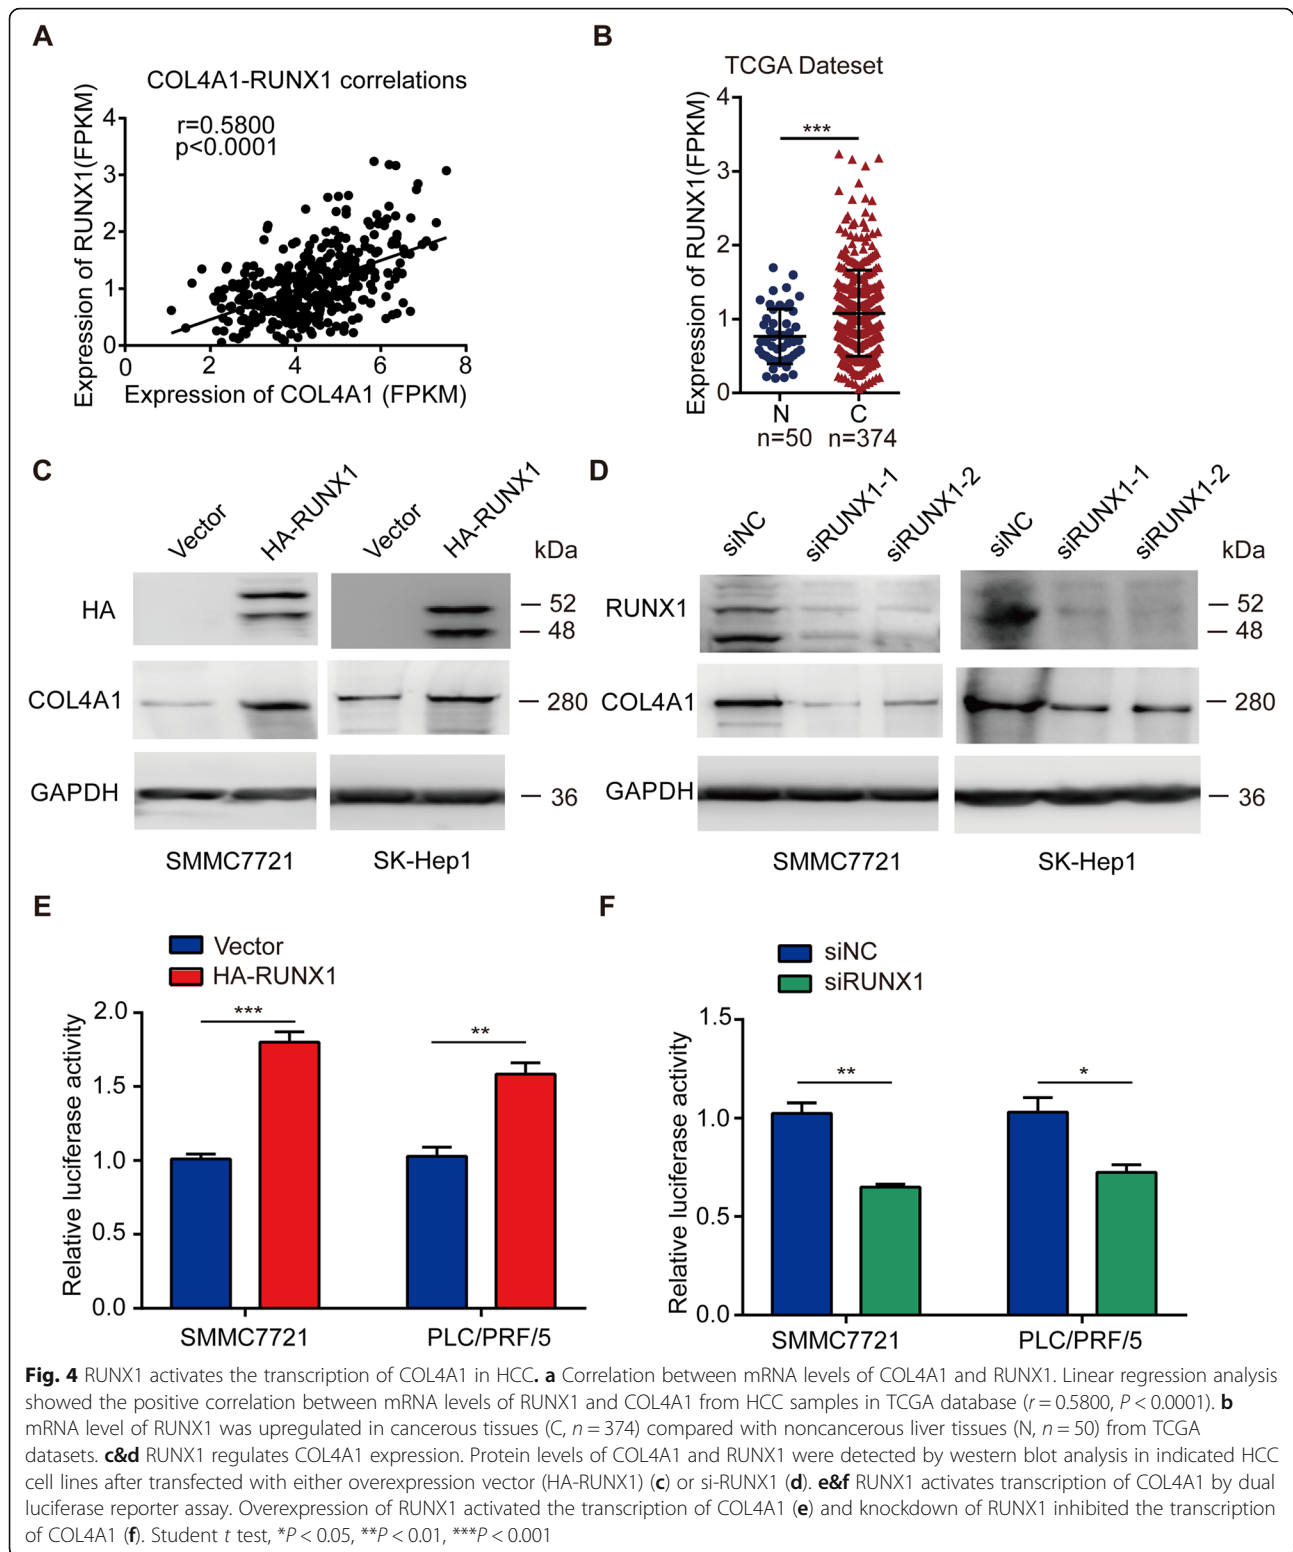 A
COL4A1-RUNX1 correlations
r=0.5800
p<0.0001
Expression of RUNX1(FPKM)
4
3
2
1
0
0 2 4 6 8
Expression of COL4A1 (FPKM)
B
TCGA Dateset
***
Expression of RUNX1(FPKM)
4
3
2
1
0
N C
n=50 n=374
C
Vector HA-RUNX1 Vector HA-RUNX1 kDa
HA
52
48
COL4A1
280
GAPDH
36
SMMC7721 SK-Hep1
D
siNC siRUNX1-1 siRUNX1-2 siNC siRUNX1-1 siRUNX1-2 kDa
RUNX1
52
48
COL4A1
280
GAPDH
36
SMMC7721 SK-Hep1
E
Vector
HA-RUNX1
Relative luciferase activity
2.0
1.5
1.0
0.5
0.0
*** **
SMMC7721 PLC/PRF/5
F
siNC
siRUNX1
Relative luciferase activity
1.5
1.0
0.5
0.0
** *
SMMC7721 PLC/PRF/5
Fig. 4 RUNX1 activates the transcription of COL4A1 in HCC. a Correlation between mRNA levels of COL4A1 and RUNX1. Linear regression analysis
showed the positive correlation between mRNA levels of RUNX1 and COL4A1 from HCC samples in TCGA database (r = 0.5800, P < 0.0001). b
mRNA level of RUNX1 was upregulated in cancerous tissues (C, n = 374) compared with noncancerous liver tissues (N, n = 50) from TCGA
datasets. c&d RUNX1 regulates COL4A1 expression. Protein levels of COL4A1 and RUNX1 were detected by western blot analysis in indicated HCC
cell lines after transfected with either overexpression vector (HA-RUNX1) (c) or si-RUNX1 (d). e&f RUNX1 activates transcription of COL4A1 by dual
luciferase reporter assay. Overexpression of RUNX1 activated the transcription of COL4A1 (e) and knockdown of RUNX1 inhibited the transcription
of COL4A1 (f). Student t test, *P < 0.05, **P < 0.01, ***P < 0.001